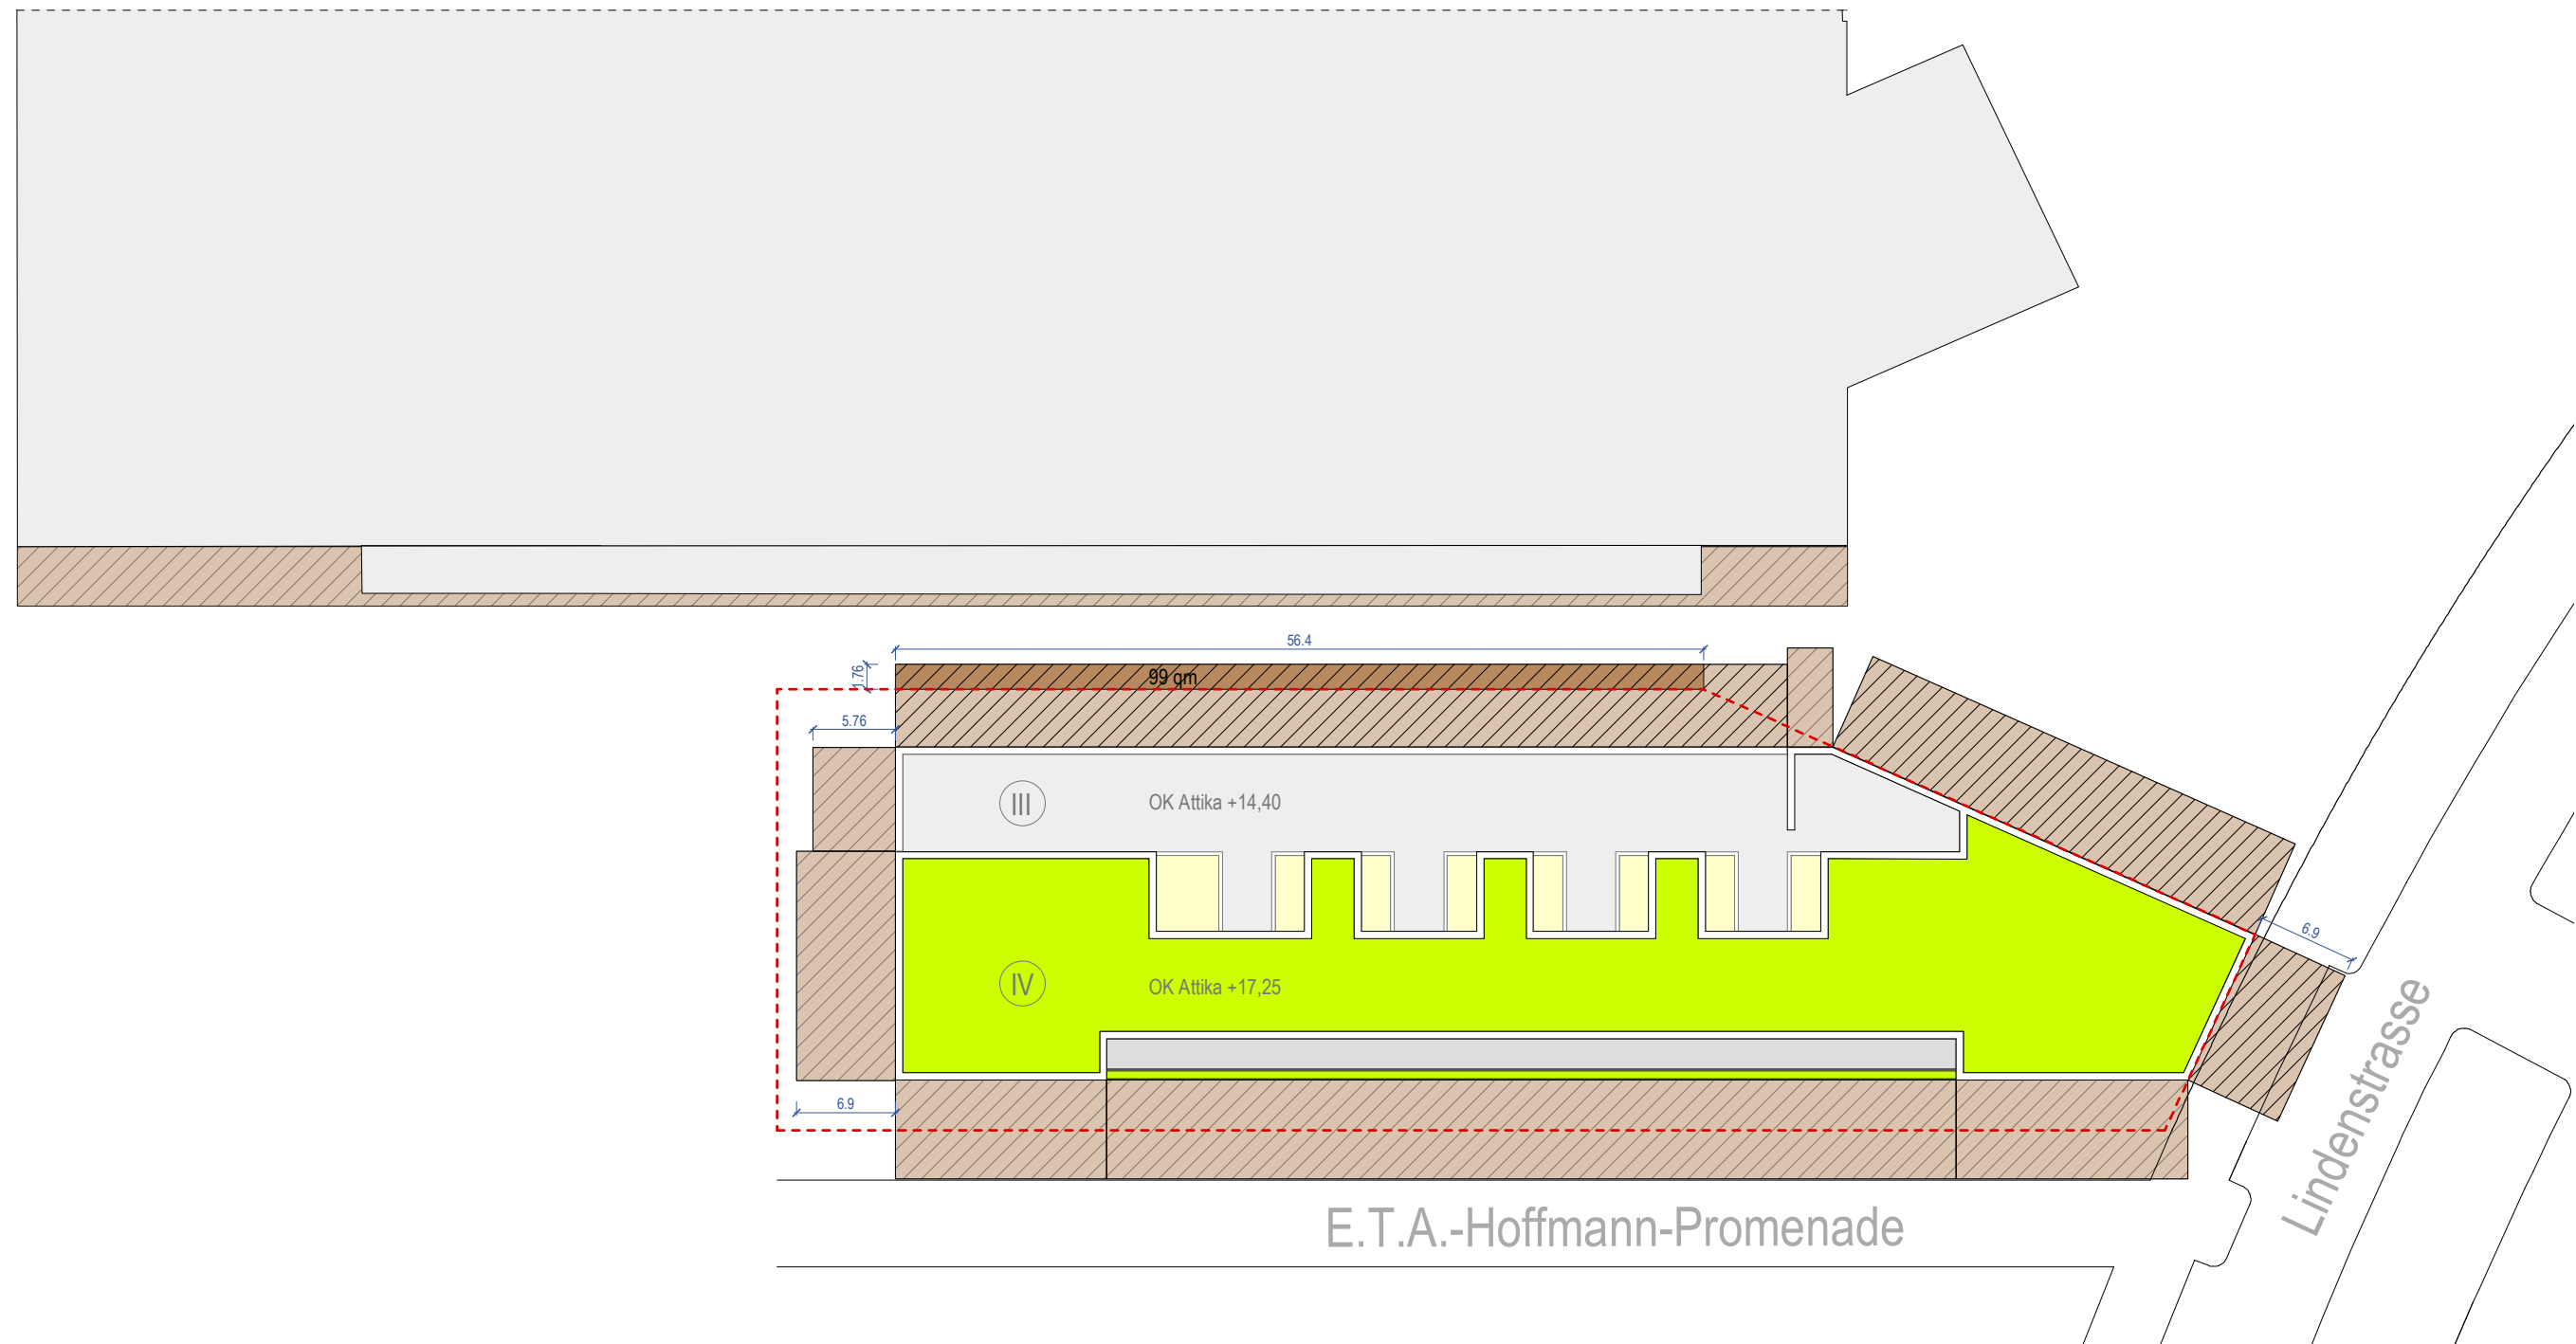 56.4
1.76
99 qm
5.76
III
OK Attika +14,40
6.9
IV
OK Attika +17,25
6.9
Lindenstrasse
E.T.A.-Hoffmann-Promenade